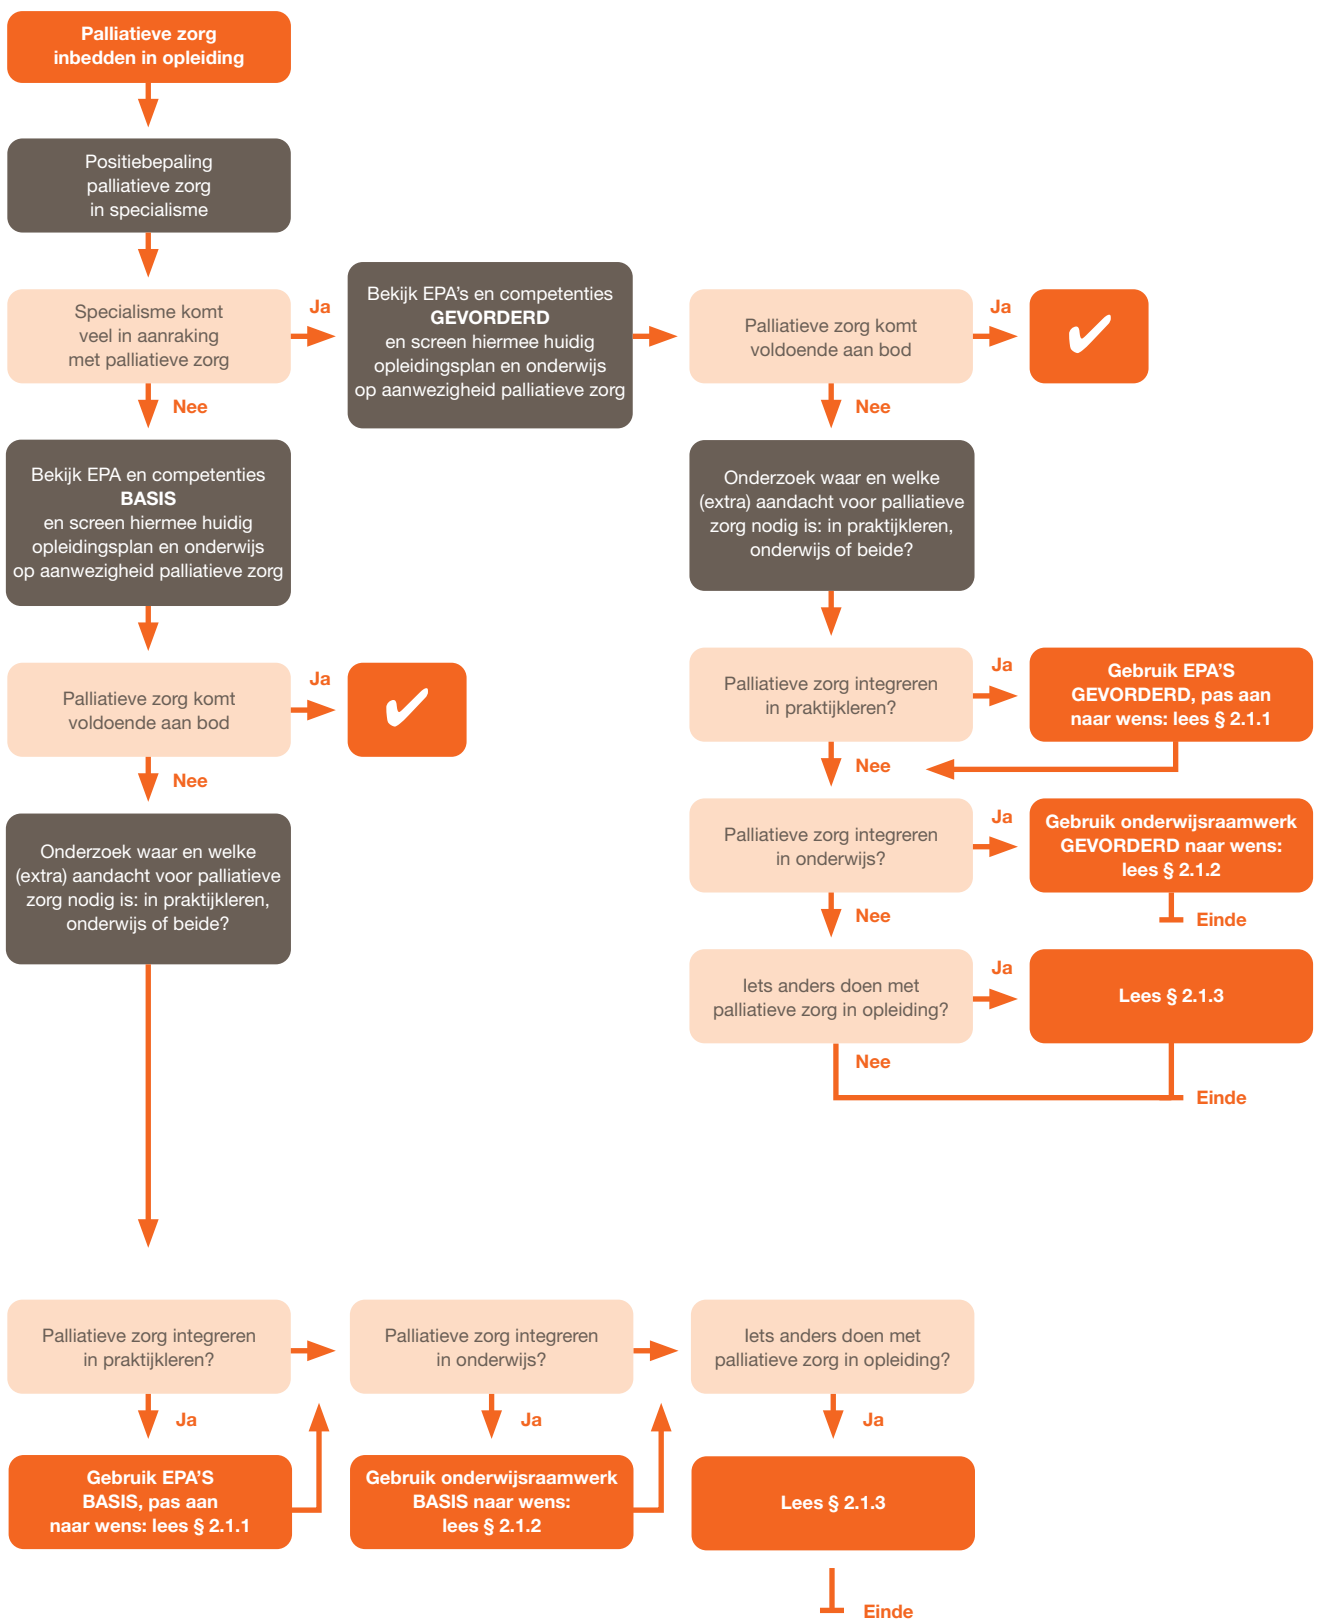 Palliatieve zorg
inbedden in opleiding
Positiebepaling
palliatieve zorg
in specialisme
Specialisme komt
veel in aanraking
met palliatieve zorg
Ja
Nee
Bekijk EPA's en competenties
GEVORDERD
en screen hiermee huidig
opleidingsplan en onderwijs
op aanwezigheid palliatieve zorg
Palliatieve zorg komt
voldoende aan bod
Ja
Nee
Bekijk EPA en competenties
BASIS
en screen hiermee huidig
opleidingsplan en onderwijs
op aanwezigheid palliatieve zorg
Onderzoek waar en welke
(extra) aandacht voor palliatieve
zorg nodig is: in praktijkleren,
onderwijs of beide?
Palliatieve zorg komt
voldoende aan bod
Ja
Nee
Palliatieve zorg integreren
in praktijkleren?
Ja
Nee
Gebruik EPA'S
GEVORDERD, pas aan
naar wens: lees § 2.1.1
Onderzoek waar en welke
(extra) aandacht voor palliatieve
zorg nodig is: in praktijkleren,
onderwijs of beide?
Palliatieve zorg integreren
in onderwijs?
Ja
Nee
Gebruik onderwijsraamwerk
GEVORDERD naar wens:
lees § 2.1.2
Einde
Iets anders doen met
palliatieve zorg in opleiding?
Ja
Nee
Lees § 2.1.3
Einde
Palliatieve zorg integreren
in praktijkleren?
Ja
Gebruik EPA'S
BASIS, pas aan
naar wens: lees § 2.1.1
Palliatieve zorg integreren
in onderwijs?
Ja
Gebruik onderwijsraamwerk
BASIS naar wens:
lees § 2.1.2
Iets anders doen met
palliatieve zorg in opleiding?
Ja
Lees § 2.1.3
Einde